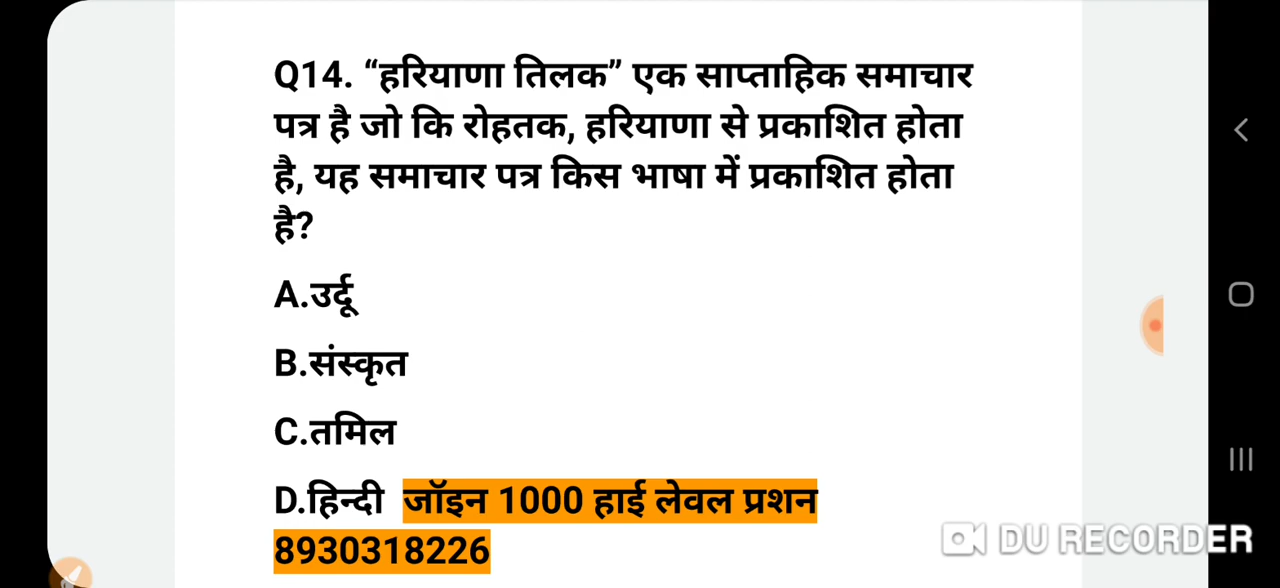 Q14. “हरियाणा तिलक” एक साप्ताहिक समाचार
पत्र है जो कि रोहतक, हरियाणा से प्रकाशित होता
है, यह समाचार पत्र किस भाषा में प्रकाशित होता
है?
A.उर्दू
B.संस्कृत
C.तमिल
D.हिन्दी जॉइन 1000 हाई लेवल प्रशन
8930318226
DU RECORDER